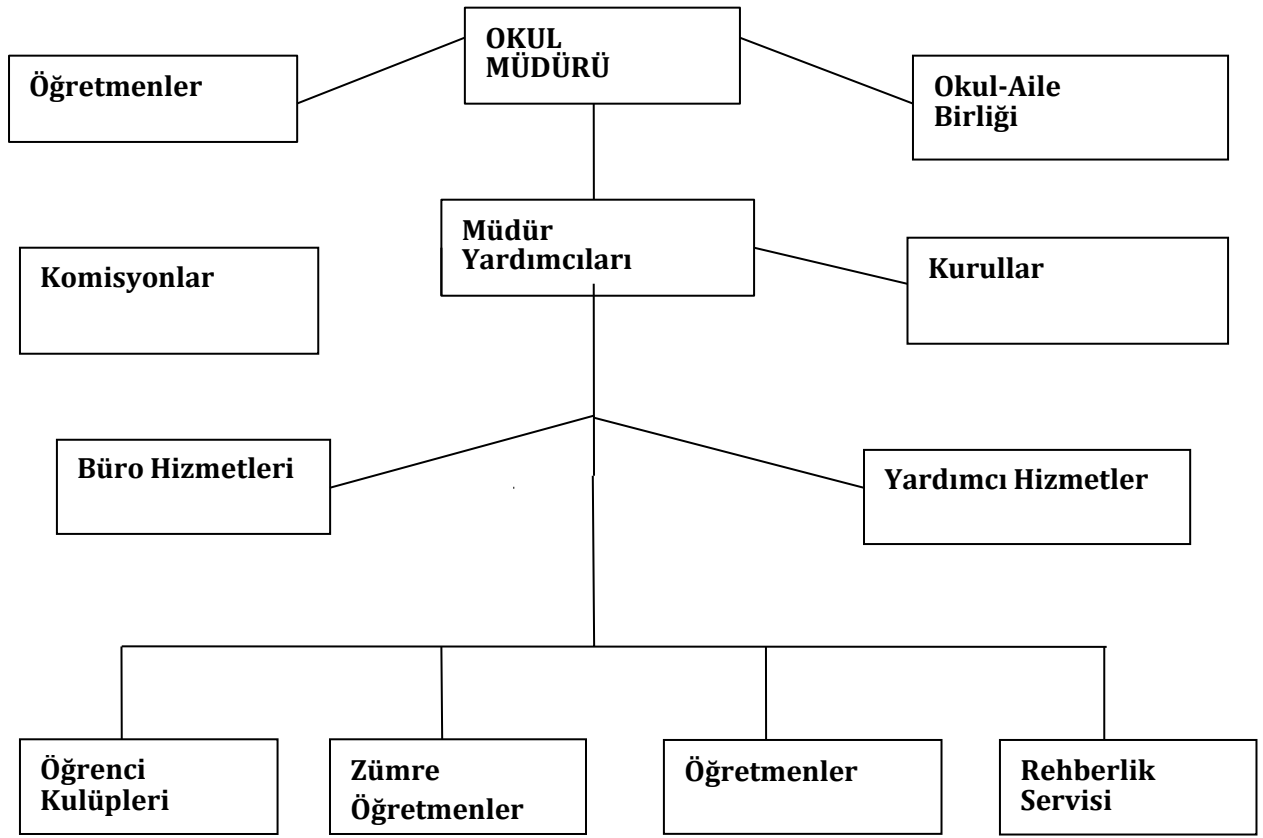 OKUL
MÜDÜRÜ
Öğretmenler
Okul-Aile
Birliği
Müdür
Yardımcıları
Komisyonlar
Kurullar
Büro Hizmetleri
Yardımcı Hizmetler
Öğrenci
Kulüpleri
Zümre
Öğretmenler
Öğretmenler
Rehberlik
Servisi